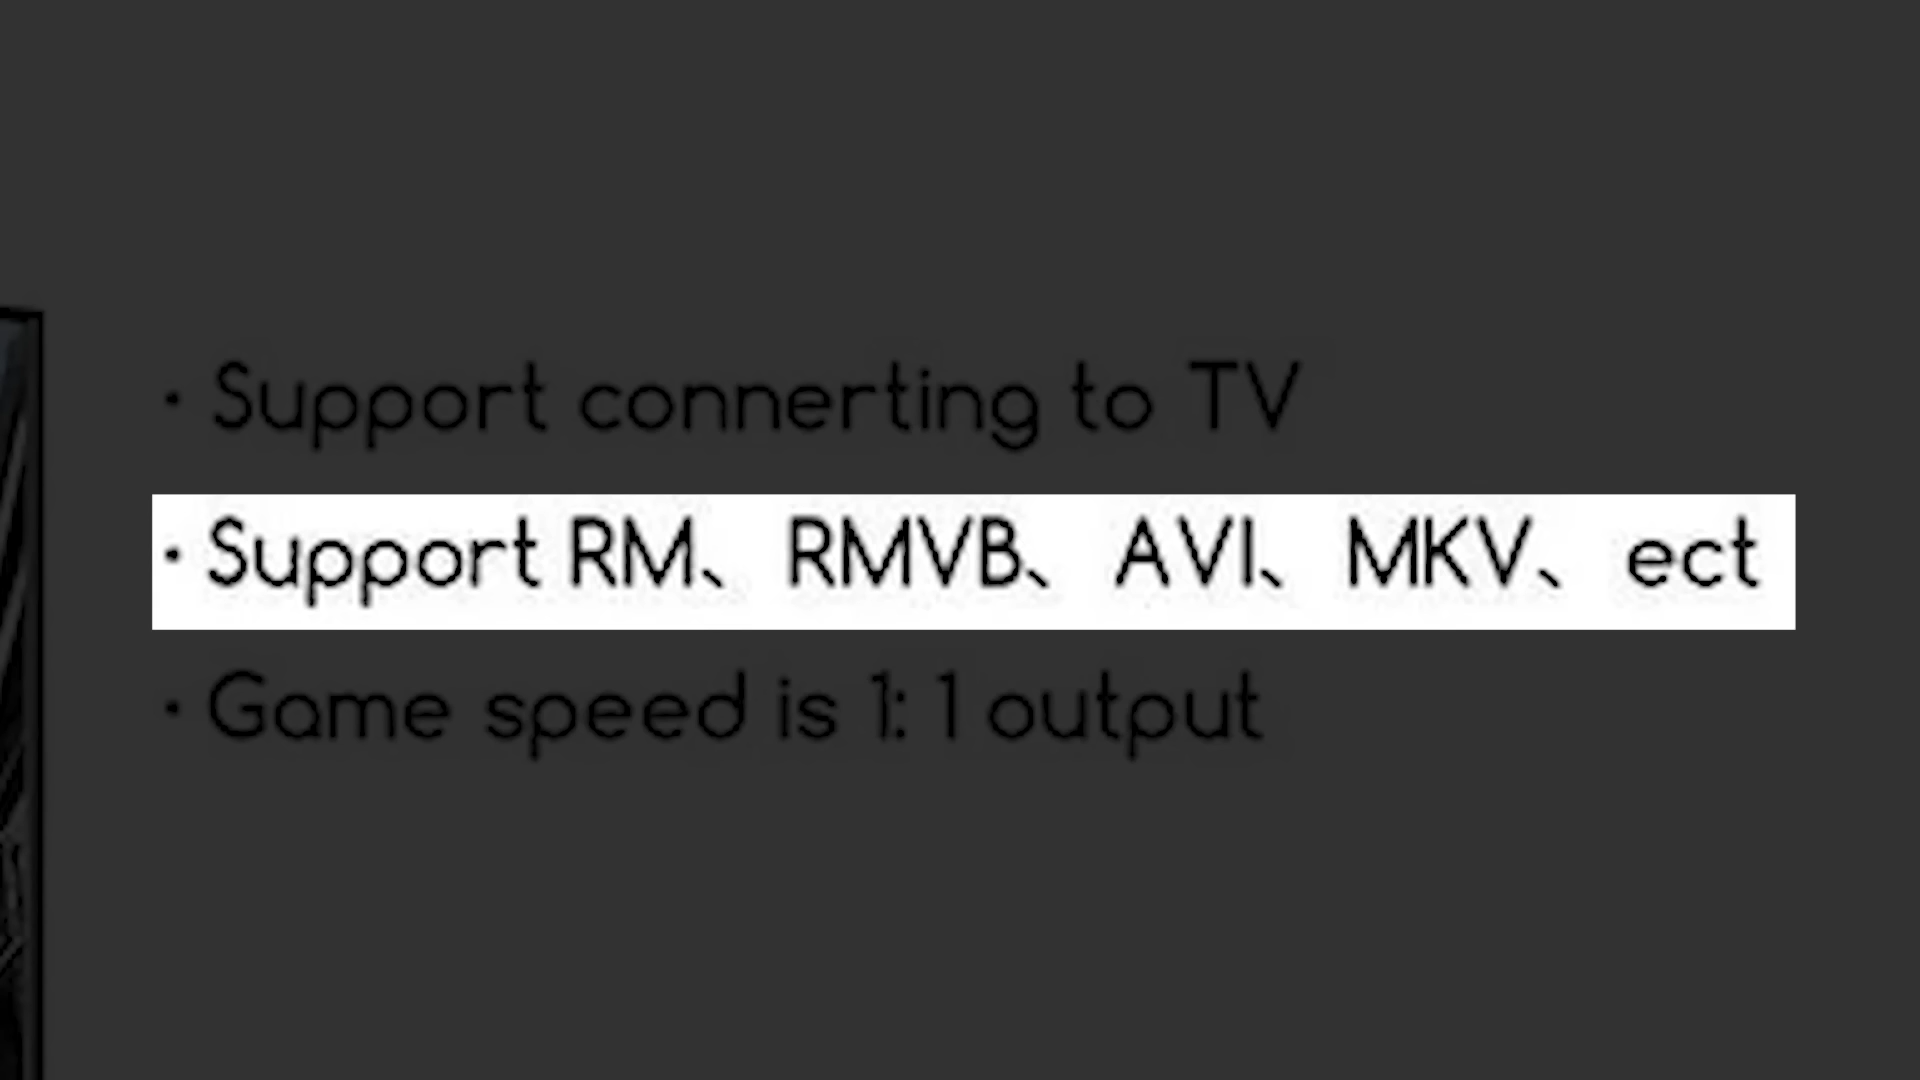 · Support connerting to TV
· Support RM、 RMVB、 AVI、 MKV、 ect
· Game speed is 1: 1 output